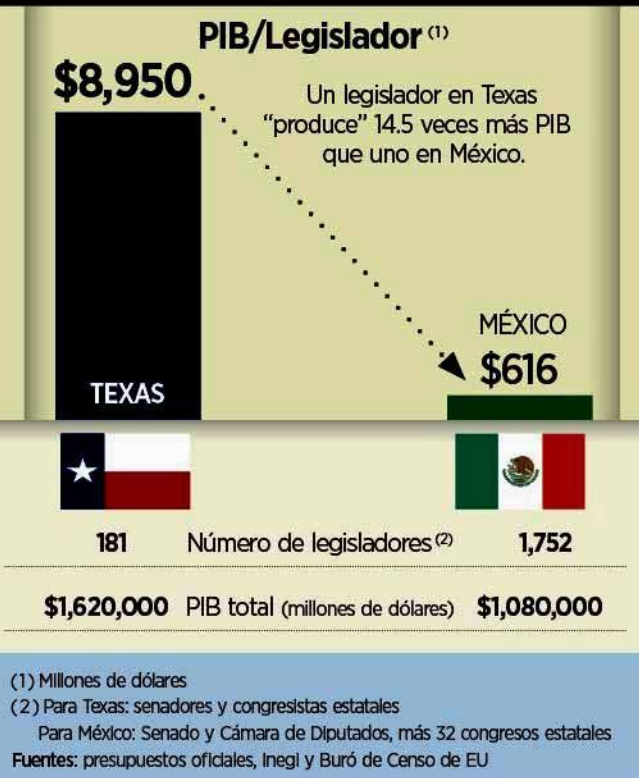 PIB/Legislador (1)
$8,950
Un legislador en Texas
“produce” 14.5 veces más PIB
que uno en México.
MÉXICO
$616
TEXAS
181 Número de legisladores (2) 1,752
$1,620,000 PIB total (millones de dólares) $1,080,000
(1) Millones de dólares
(2) Para Texas: senadores y congresistas estatales
Para México: Senado y Cámara de Diputados, más 32 congresos estatales
Fuentes: presupuestos oficiales, Inegi y Buró de Censo de EU